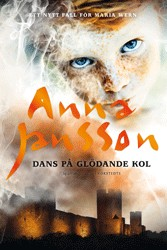 ETT NYTT FALL FÖR MARIA WERN
Anna
Jansson
DANS PÅ GLÖDANDE KOL